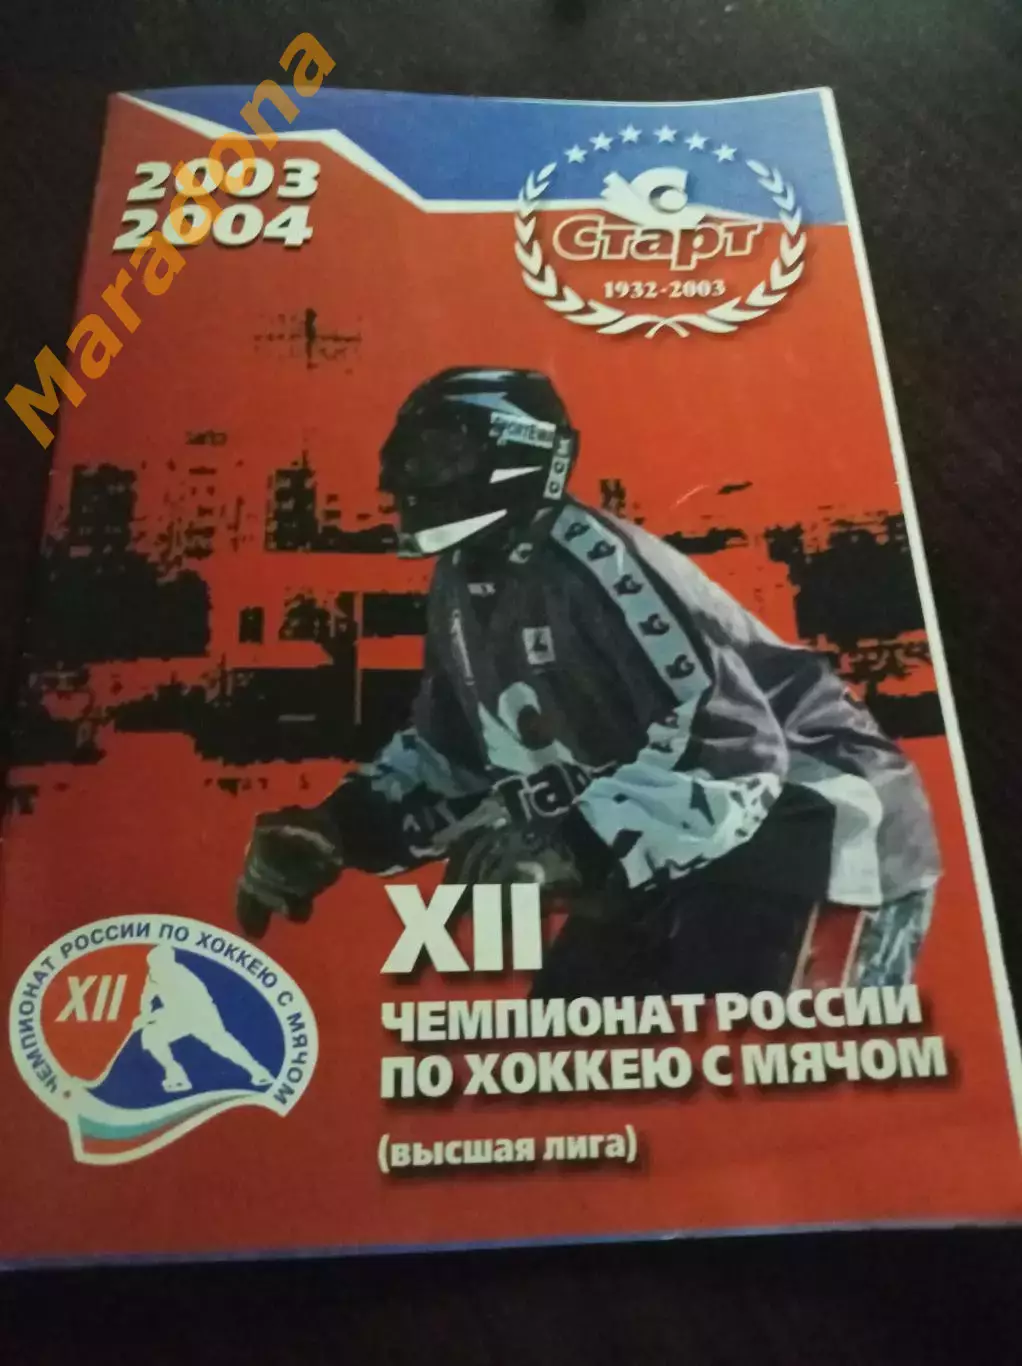 Maradona
2003
2004
С
Старт
1932-2003
XII
ЧЕМПИОНАТ РОССИИ
ПО ХОККЕЮ С МЯЧОМ
(высшая лига)
ЧЕМПИОНАТ РОССИИ ПО ХОККЕЮ С МЯЧОМ
XII